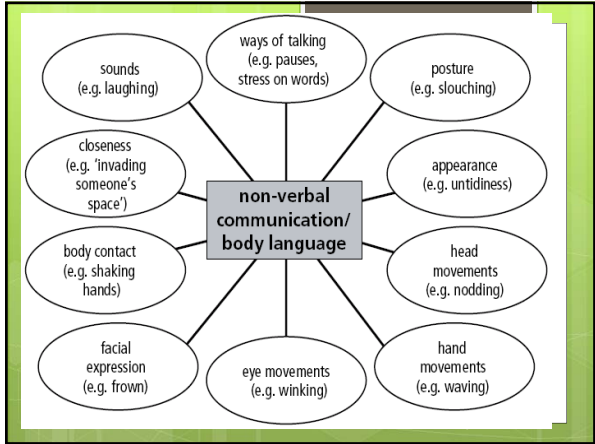 ways of talking
(e.g. pauses,
stress on words)
sounds
(e.g. laughing)
posture
(e.g. slouching)
closeness
(e.g. ‘invading
someone’s
space’)
appearance
(e.g. untidiness)
non-verbal
communication/
body language
body contact
(e.g. shaking
hands)
head
movements
(e.g. nodding)
facial
expression
(e.g. frown)
eye movements
(e.g. winking)
hand
movements
(e.g. waving)